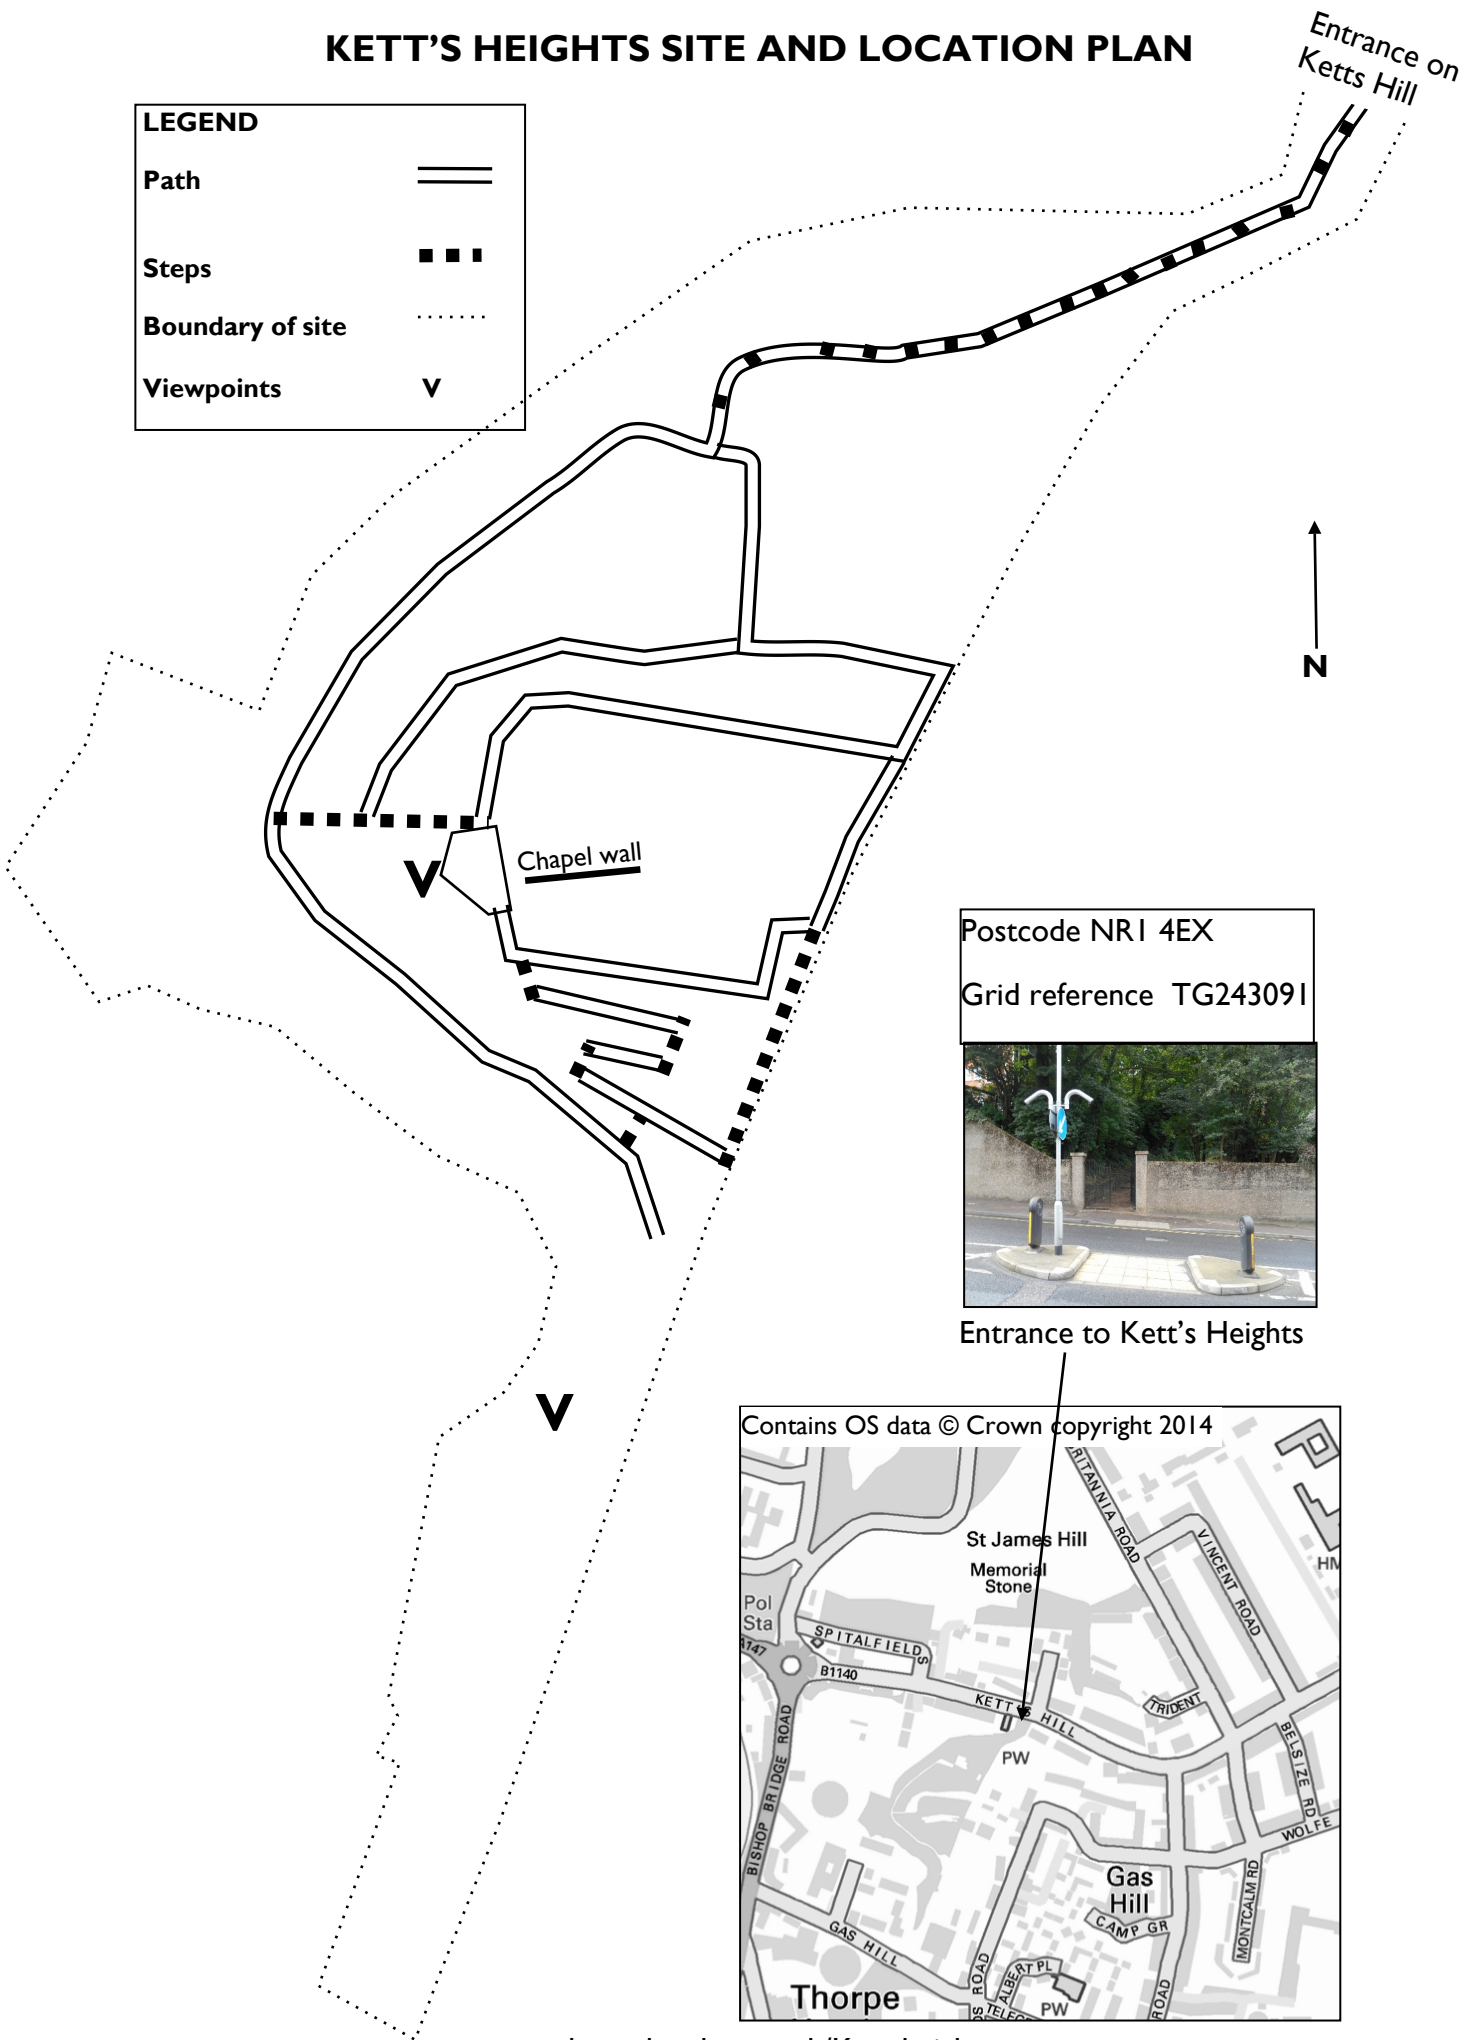 KETT’S HEIGHTS SITE AND LOCATION PLAN
Entrance on
Ketts Hill
LEGEND
Path
Steps
Boundary of site
Viewpoints V
N
Chapel wall
V
Postcode NR1 4EX
Grid reference TG243091
Entrance to Kett’s Heights
V
Contains OS data © Crown copyright 2014
RITANNIA ROAD
VINCENT ROAD
St James Hill
Memorial
Stone
HM
Pol
Sta
A147
SPITALFIELDS
B1140
KETT'S HILL
TRIDENT
PW
BISHOP BRIDGE ROAD
BELSIZE RD
WOLFE
Gas
Hill
CAMP GR
MONTCALM RD
GAS HILL
ROAD
ALBERT PL
PW
ROAD
Thorpe